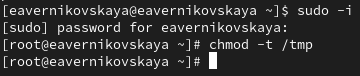 [eavernikovskaya@eavernikovskaya ~]$ sudo -i
[sudo] password for eavernikovskaya:
[root@eavernikovskaya ~]# chmod -t /tmp
[root@eavernikovskaya ~]#